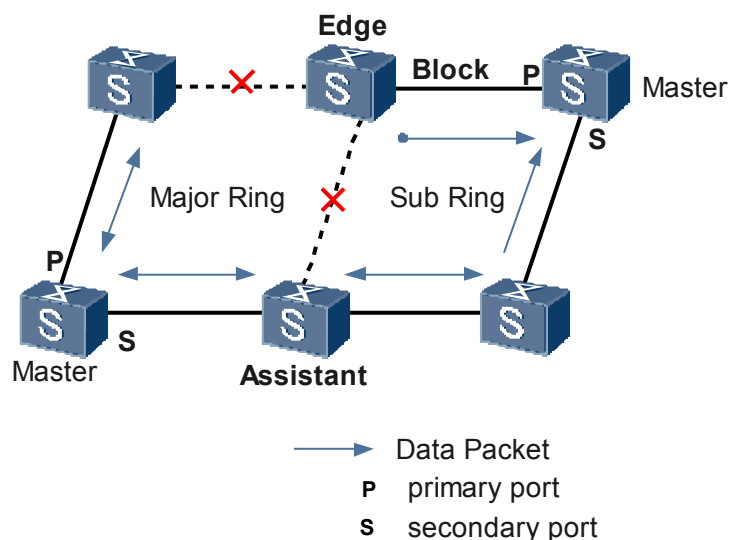 Edge
Block
P
Master
S
Major Ring
Sub Ring
P
S
Master
Assistant
Data Packet
P primary port
S secondary port
S
S
S
S
S
S